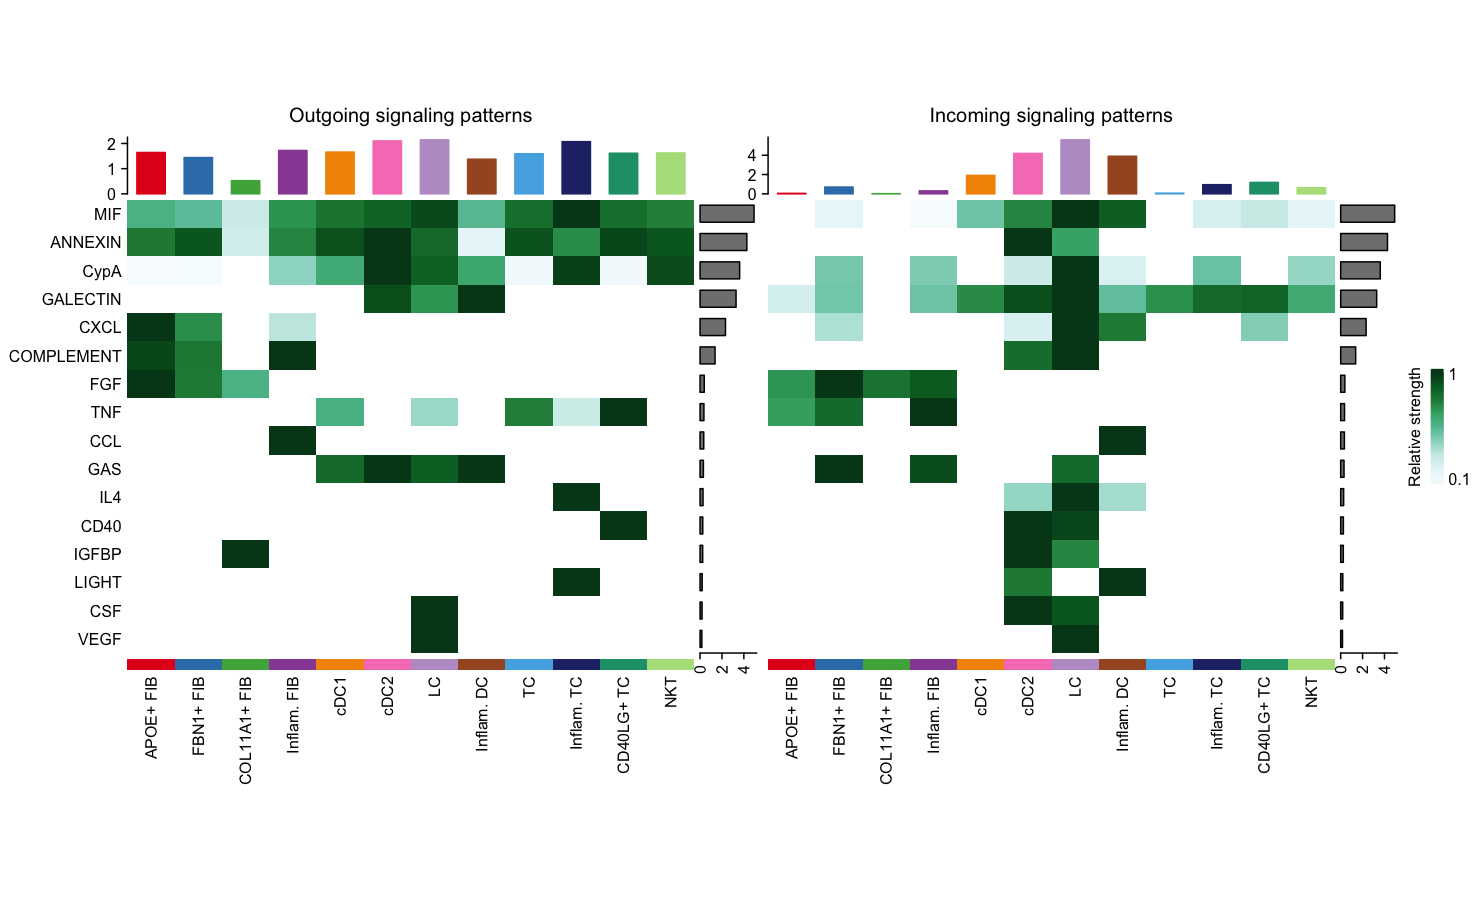 Outgoing signaling patterns
Incoming signaling patterns
2
1
0
4
2
0
MIF
ANNEXIN
CypA
GALECTIN
CXCL
COMPLEMENT
FGF
TNF
CCL
GAS
IL4
CD40
IGFBP
LIGHT
CSF
VEGF
0
2
4
0
2
4
APOE+ FIB
FBN1+ FIB
COL11A1+ FIB
Inflam. FIB
cDC1
cDC2
LC
Inflam. DC
TC
Inflam. TC
CD40LG+ TC
NKT
APOE+ FIB
FBN1+ FIB
COL11A1+ FIB
Inflam. FIB
cDC1
cDC2
LC
Inflam. DC
TC
Inflam. TC
CD40LG+ TC
NKT
Relative strength
1
0.1